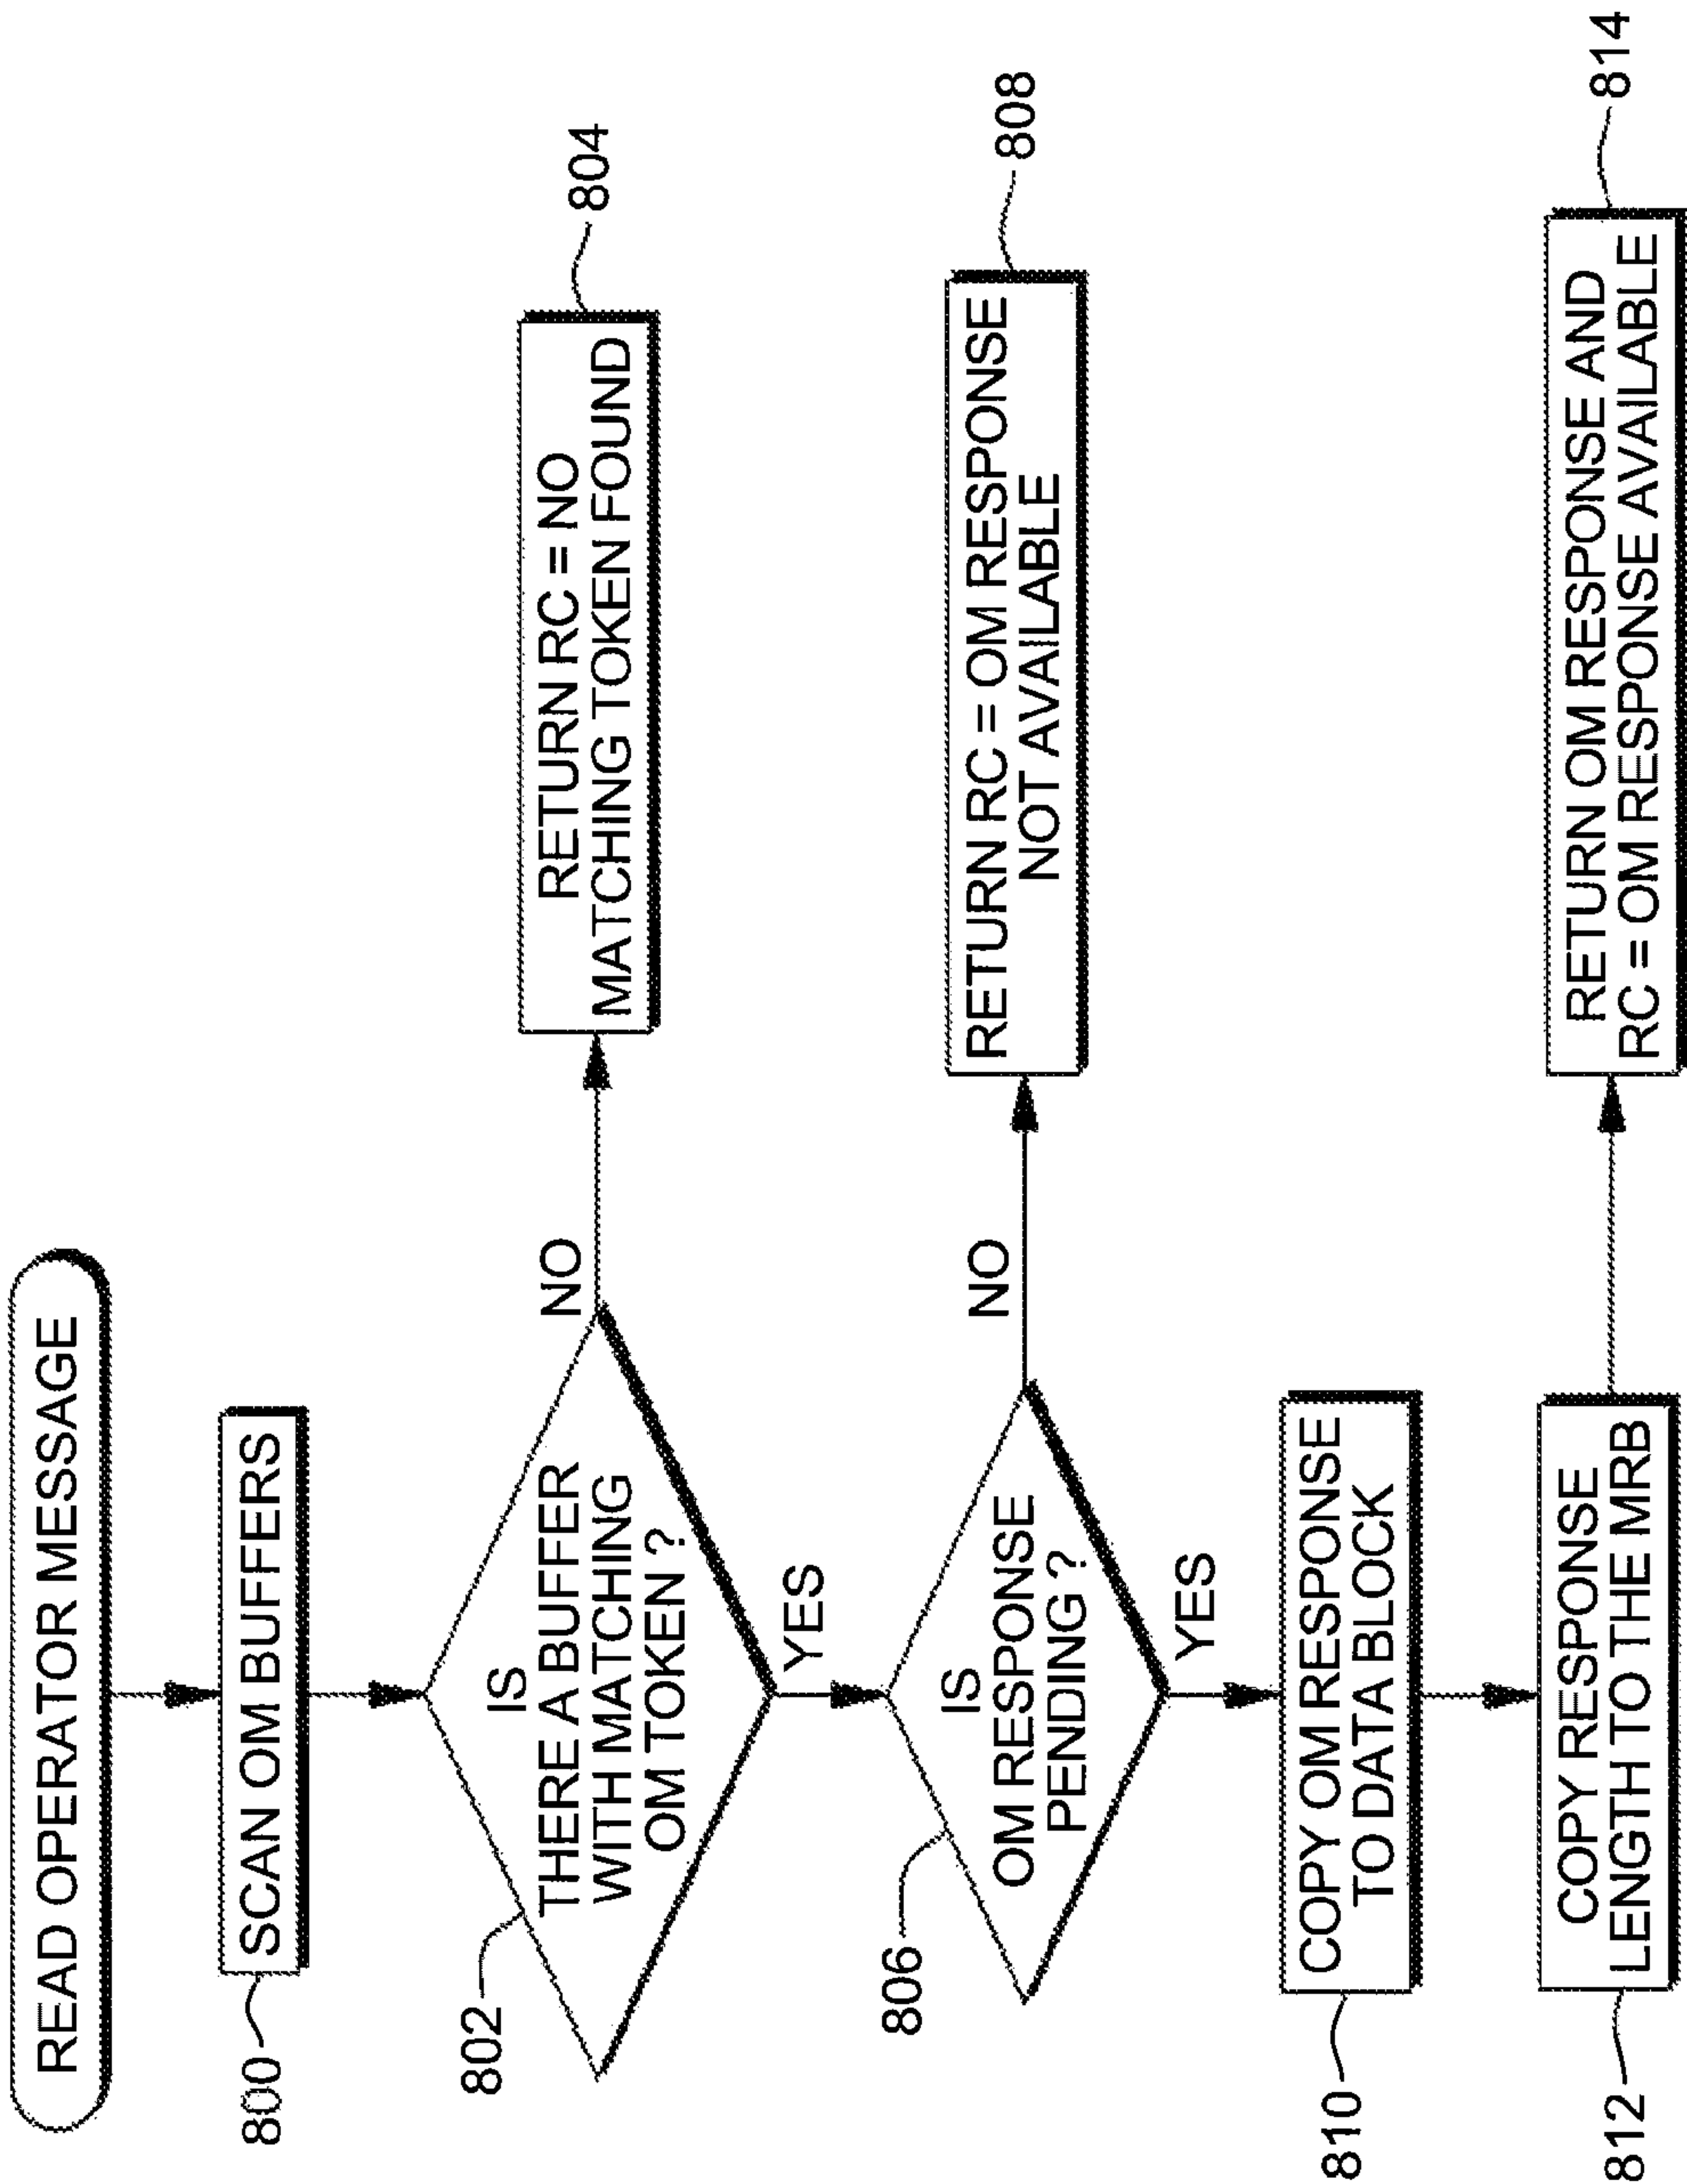 READ OPERATOR MESSAGE
800
SCAN OM BUFFERS
802
IS
THERE A BUFFER
WITH MATCHING
OM TOKEN ?
NO
RETURN RC = NO
MATCHING TOKEN FOUND
804
YES
806
IS
OM RESPONSE
PENDING ?
NO
RETURN RC = OM RESPONSE
NOT AVAILABLE
808
YES
810
COPY OM RESPONSE
TO DATA BLOCK
812
COPY RESPONSE
LENGTH TO THE MRB
RETURN OM RESPONSE AND
RC = OM RESPONSE AVAILABLE
814